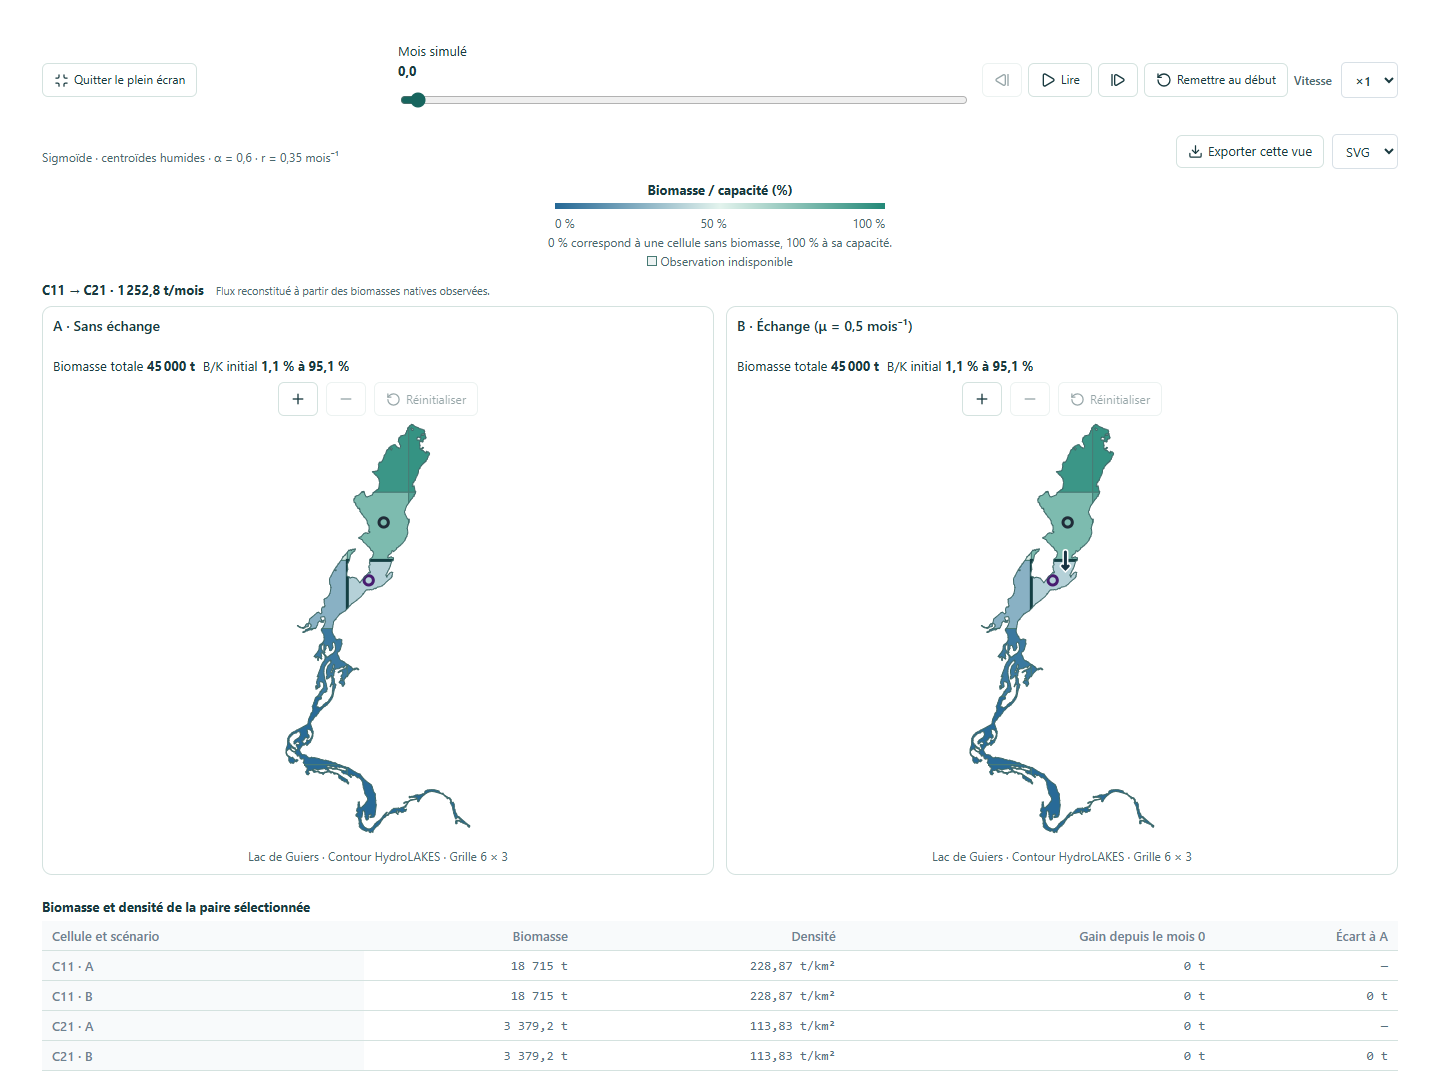 Mois simulé
0,0
Quitter le plein écran
Lire
Remettre au début
Vitesse
×1
Sigmoïde · centroïdes humides · α = 0,6 · r = 0,35 mois⁻¹
Exporter cette vue
SVG
Biomasse / capacité (%)
0 % 50 % 100 %
0 % correspond à une cellule sans biomasse, 100 % à sa capacité.
Observation indisponible
C11 → C21 · 1 252,8 t/mois Flux reconstitué à partir des biomasses natives observées.
A · Sans échange
Biomasse totale 45 000 t B/K initial 1,1 % à 95,1 %
+ − Réinitialiser
Lac de Guiers · Contour HydroLAKES · Grille 6 × 3
B · Échange (μ = 0,5 mois⁻¹)
Biomasse totale 45 000 t B/K initial 1,1 % à 95,1 %
+ − Réinitialiser
Lac de Guiers · Contour HydroLAKES · Grille 6 × 3
Biomasse et densité de la paire sélectionnée
Cellule et scénario Biomasse Densité Gain depuis le mois 0 Écart à A
C11 · A 18 715 t 228,87 t/km² 0 t —
C11 · B 18 715 t 228,87 t/km² 0 t 0 t
C21 · A 3 379,2 t 113,83 t/km² 0 t —
C21 · B 3 379,2 t 113,83 t/km² 0 t 0 t